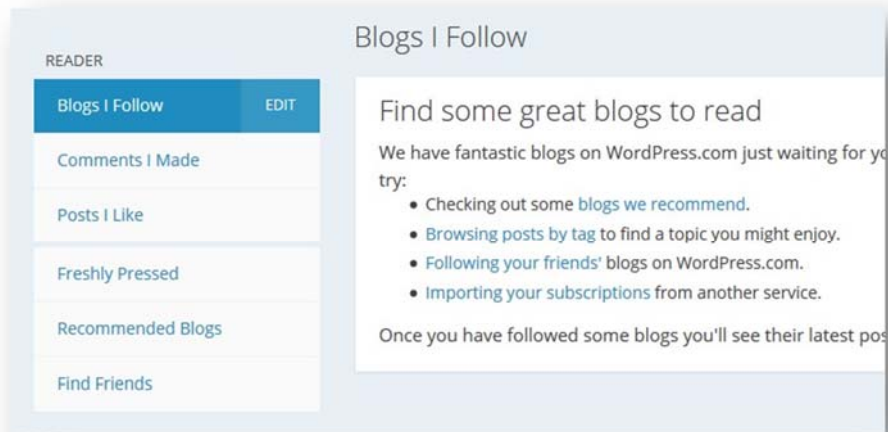 READER
Blogs I Follow EDIT
Comments I Made
Posts I Like
Freshly Pressed
Recommended Blogs
Find Friends
Blogs I Follow
Find some great blogs to read
We have fantastic blogs on WordPress.com just waiting for
try:
• Checking out some blogs we recommend.
• Browsing posts by tag to find a topic you might enjoy.
• Following your friends' blogs on WordPress.com.
• Importing your subscriptions from another service.
Once you have followed some blogs you'll see their latest